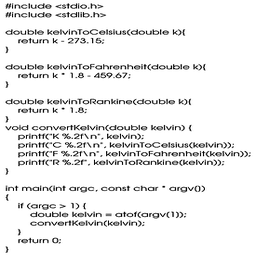 #include <stdio.h>
#include <stdlib.h>
double kelvinToCelsius(double k){
return k - 273.15;
}
double kelvinToFahrenheit(double k){
return k * 1.8 - 459.67;
}
double kelvinToRankine(double k){
return k * 1.8;
}
void convertKelvin(double kelvin) {
printf("K %.2f\n", kelvin);
printf("C %.2f\n", kelvinToCelsius(kelvin));
printf("F %.2f\n", kelvinToFahrenheit(kelvin));
printf("R %.2f", kelvinToRankine(kelvin));
}
int main(int argc, const char * argv())
{
if (argc > 1) {
double kelvin = atof(argv(1));
convertKelvin(kelvin);
}
return 0;
}